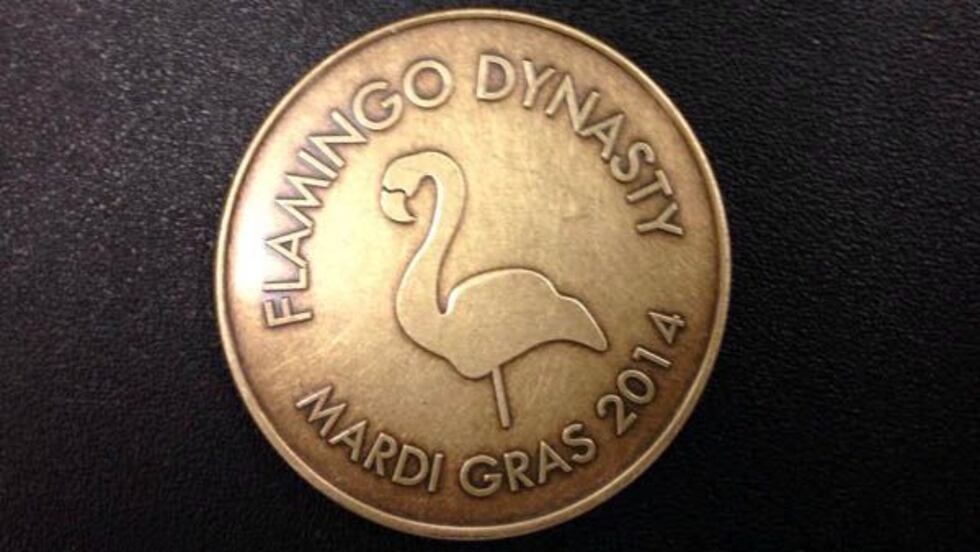 FLAMINGO DYNASTY
MARDI GRAS 2014